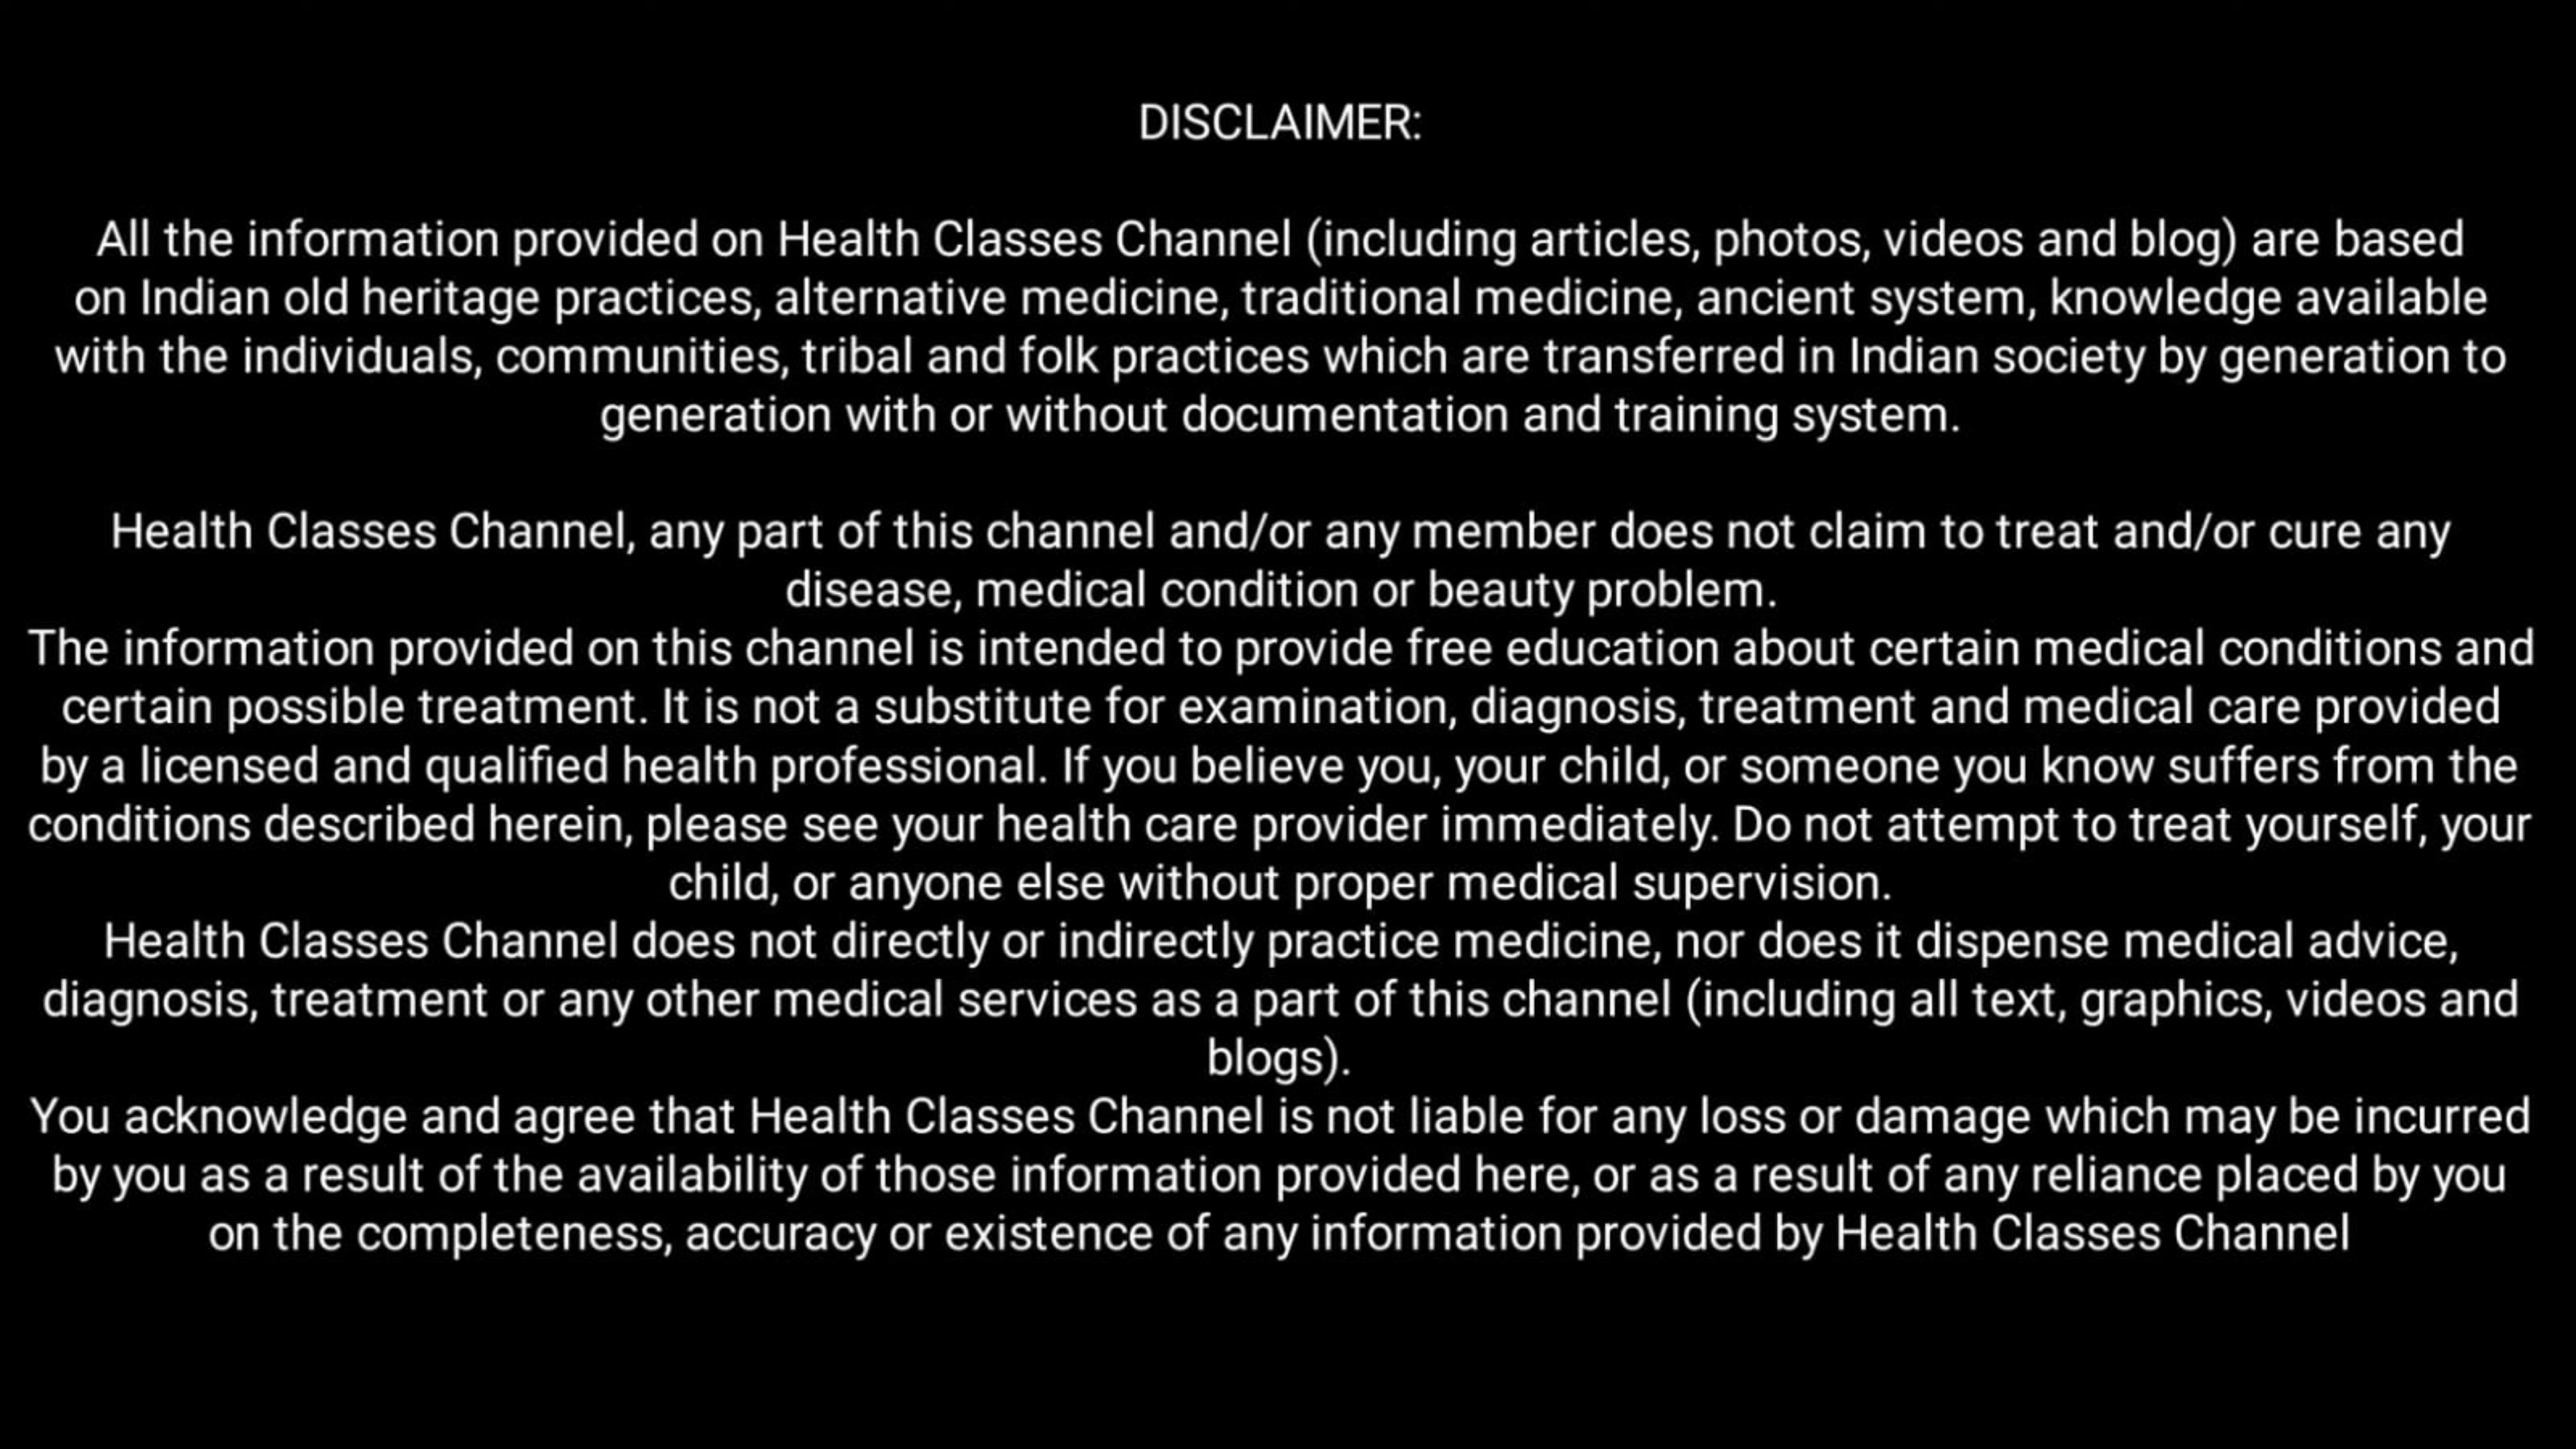 DISCLAIMER:
All the information provided on Health Classes Channel (including articles, photos, videos and blog) are based
on Indian old heritage practices, alternative medicine, traditional medicine, ancient system, knowledge available
with the individuals, communities, tribal and folk practices which are transferred in Indian society by generation to
generation with or without documentation and training system.
Health Classes Channel, any part of this channel and/or any member does not claim to treat and/or cure any
disease, medical condition or beauty problem.
The information provided on this channel is intended to provide free education about certain medical conditions and
certain possible treatment. It is not a substitute for examination, diagnosis, treatment and medical care provided
by a licensed and qualified health professional. If you believe you, your child, or someone you know suffers from the
conditions described herein, please see your health care provider immediately. Do not attempt to treat yourself, your
child, or anyone else without proper medical supervision.
Health Classes Channel does not directly or indirectly practice medicine, nor does it dispense medical advice,
diagnosis, treatment or any other medical services as a part of this channel (including all text, graphics, videos and
blogs).
You acknowledge and agree that Health Classes Channel is not liable for any loss or damage which may be incurred
by you as a result of the availability of those information provided here, or as a result of any reliance placed by you
on the completeness, accuracy or existence of any information provided by Health Classes Channel